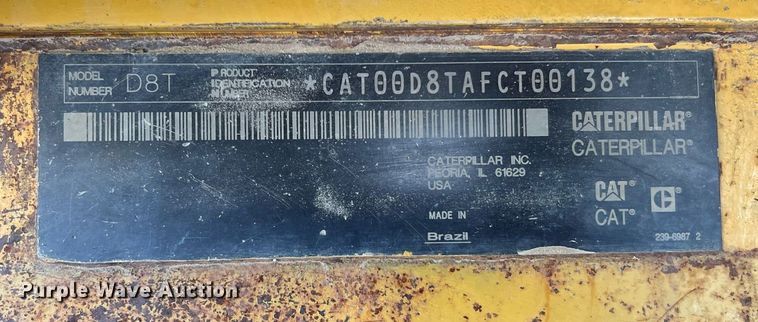 MODEL NUMBER D8T PRODUCT IDENTIFICATION NUMBER *CAT00D8TAFCT00138*
CATERPILLAR®
CATERPILLAR®
CATERPILLAR INC.
PEORIA, IL 61629
USA
CAT®
CAT®
MADE IN
Brazil
239-6987 2
Purple Wave Auction